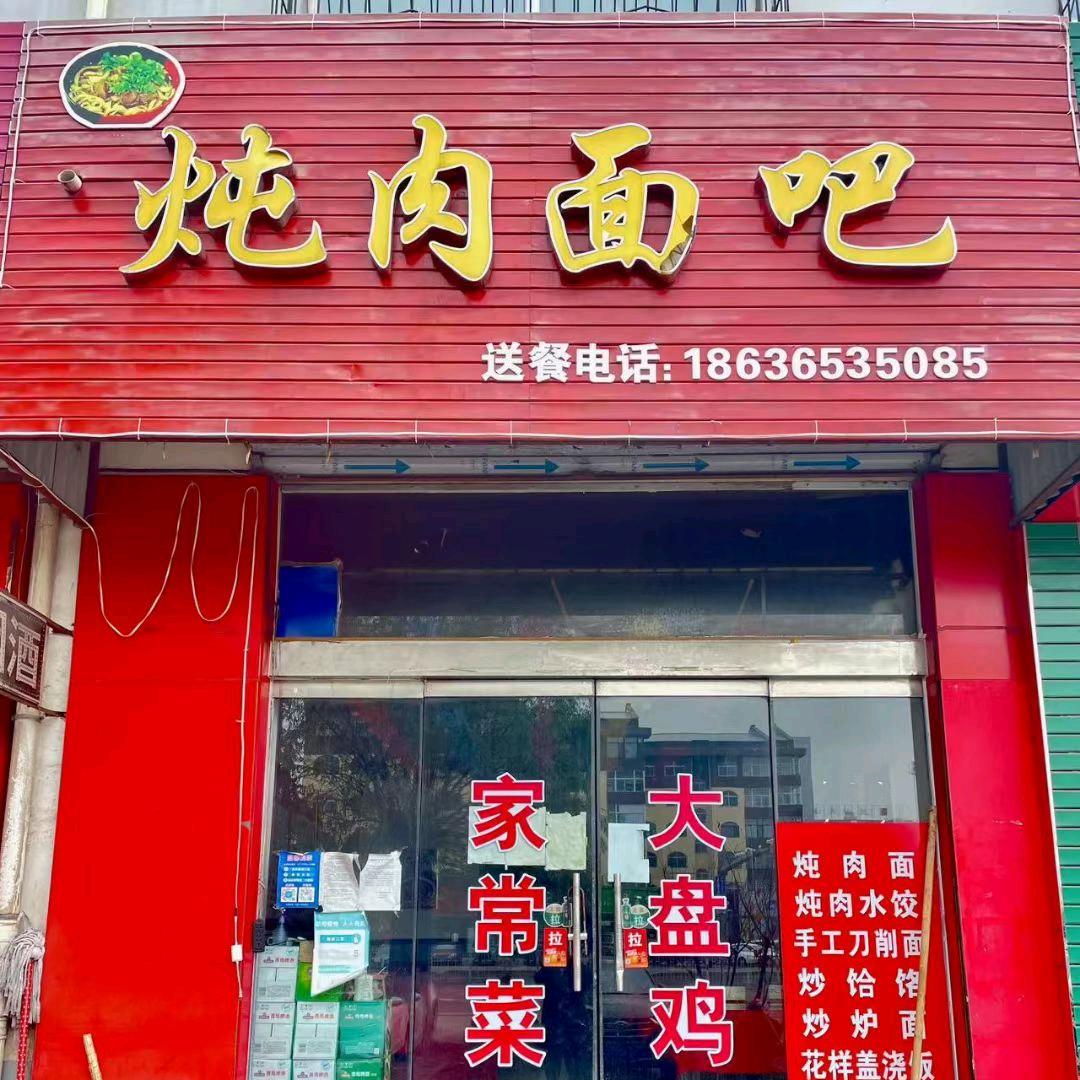 炖肉面吧
送餐电话:18636535085
酒
家常菜
大盘鸡
拉
拉
炖肉面
炖肉水饺
手工刀削面
炒饸饹
炒炉面
花样盖浇饭